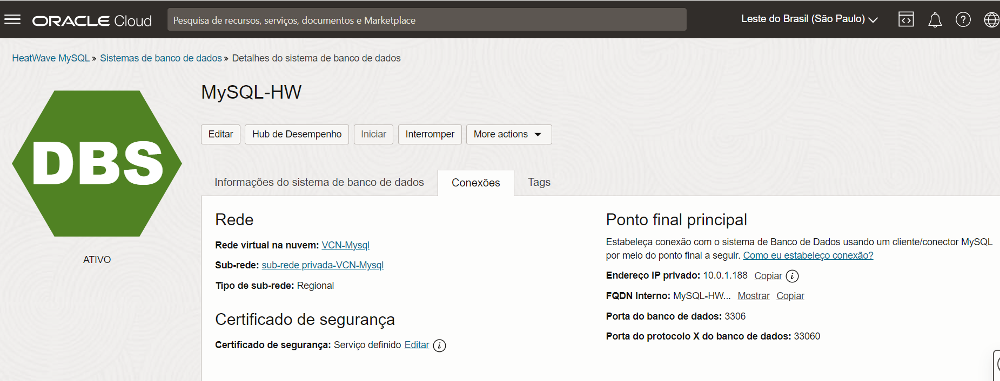 ORACLE Cloud
Pesquisa de recursos, serviços, documentos e Marketplace
Leste do Brasil (São Paulo)
HeatWave MySQL » Sistemas de banco de dados » Detalhes do sistema de banco de dados
DBS
ATIVO
MySQL-HW
Editar Hub de Desempenho Iniciar Interromper More actions
Informações do sistema de banco de dados Conexões Tags
Rede
Rede virtual na nuvem: VCN-Mysql
Sub-rede: sub-rede privada-VCN-Mysql
Tipo de sub-rede: Regional
Certificado de segurança
Certificado de segurança: Serviço definido Editar i
Ponto final principal
Estabeleça conexão com o sistema de Banco de Dados usando um cliente/conector MySQL
por meio do ponto final a seguir. Como eu estabeleço conexão?
Endereço IP privado: 10.0.1.188 Copiar i
FQDN Interno: MySQL-HW... Mostrar Copiar
Porta do banco de dados: 3306
Porta do protocolo X do banco de dados: 33060